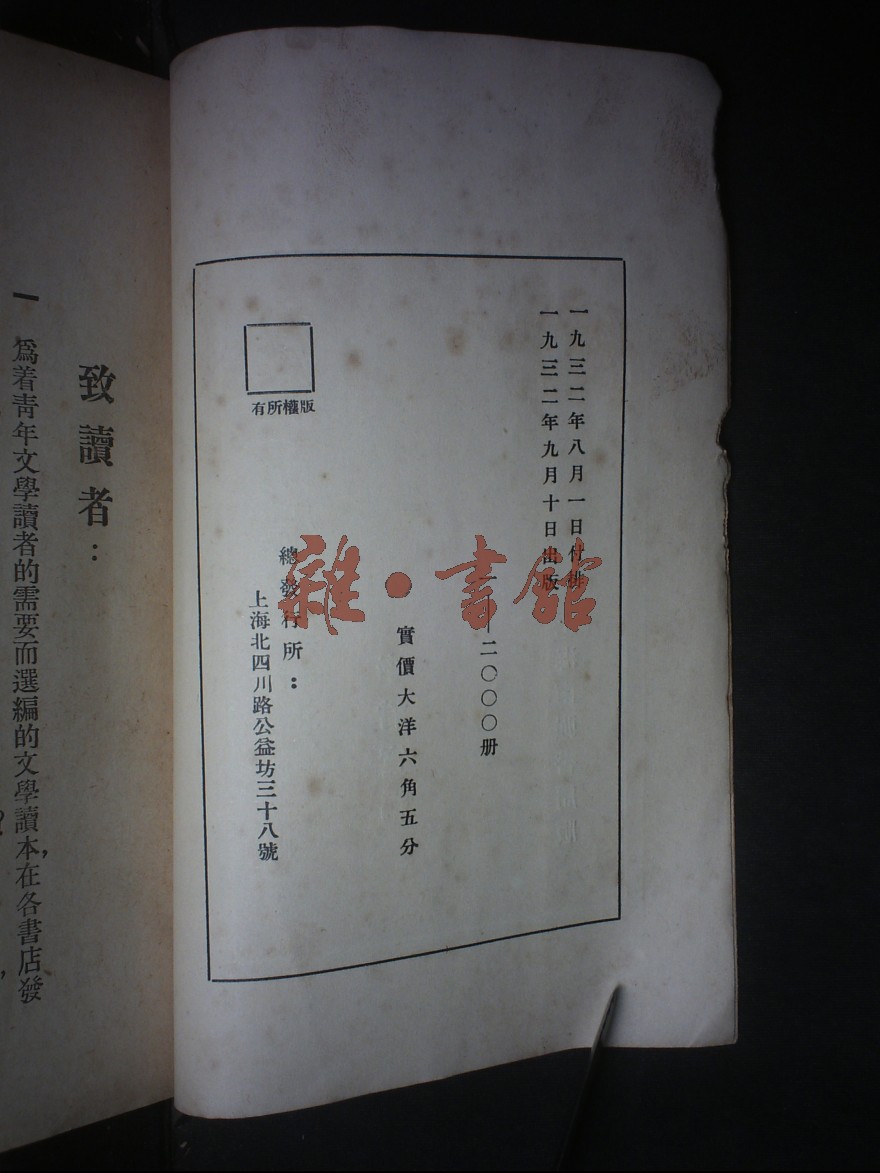 一九三二年八月一日付排
一九三二年九月十日出版
一——二〇〇〇册
實價大洋六角五分
總發行所：
上海北四川路公益坊三十八號
版權所有
致讀者：
一 爲着靑年文學讀者的需要而選編的文學讀本，在各書店發
雜·書館